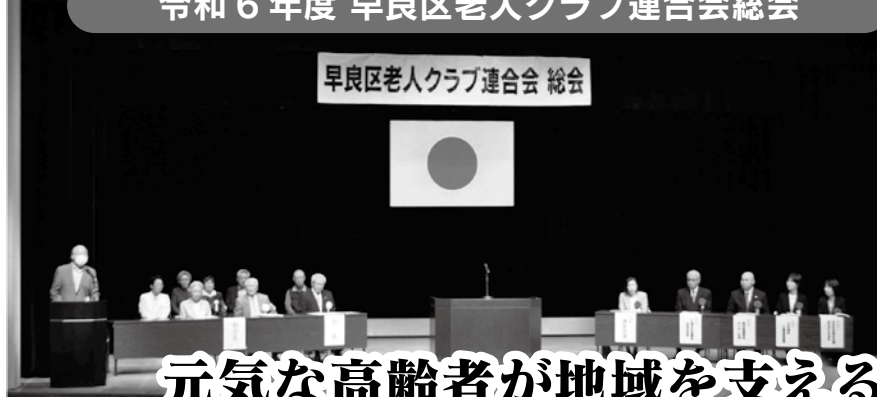 令和６年度 早良区老人クラブ連合会総会
早良区老人クラブ連合会 総会
元気な高齢者が地域を支える